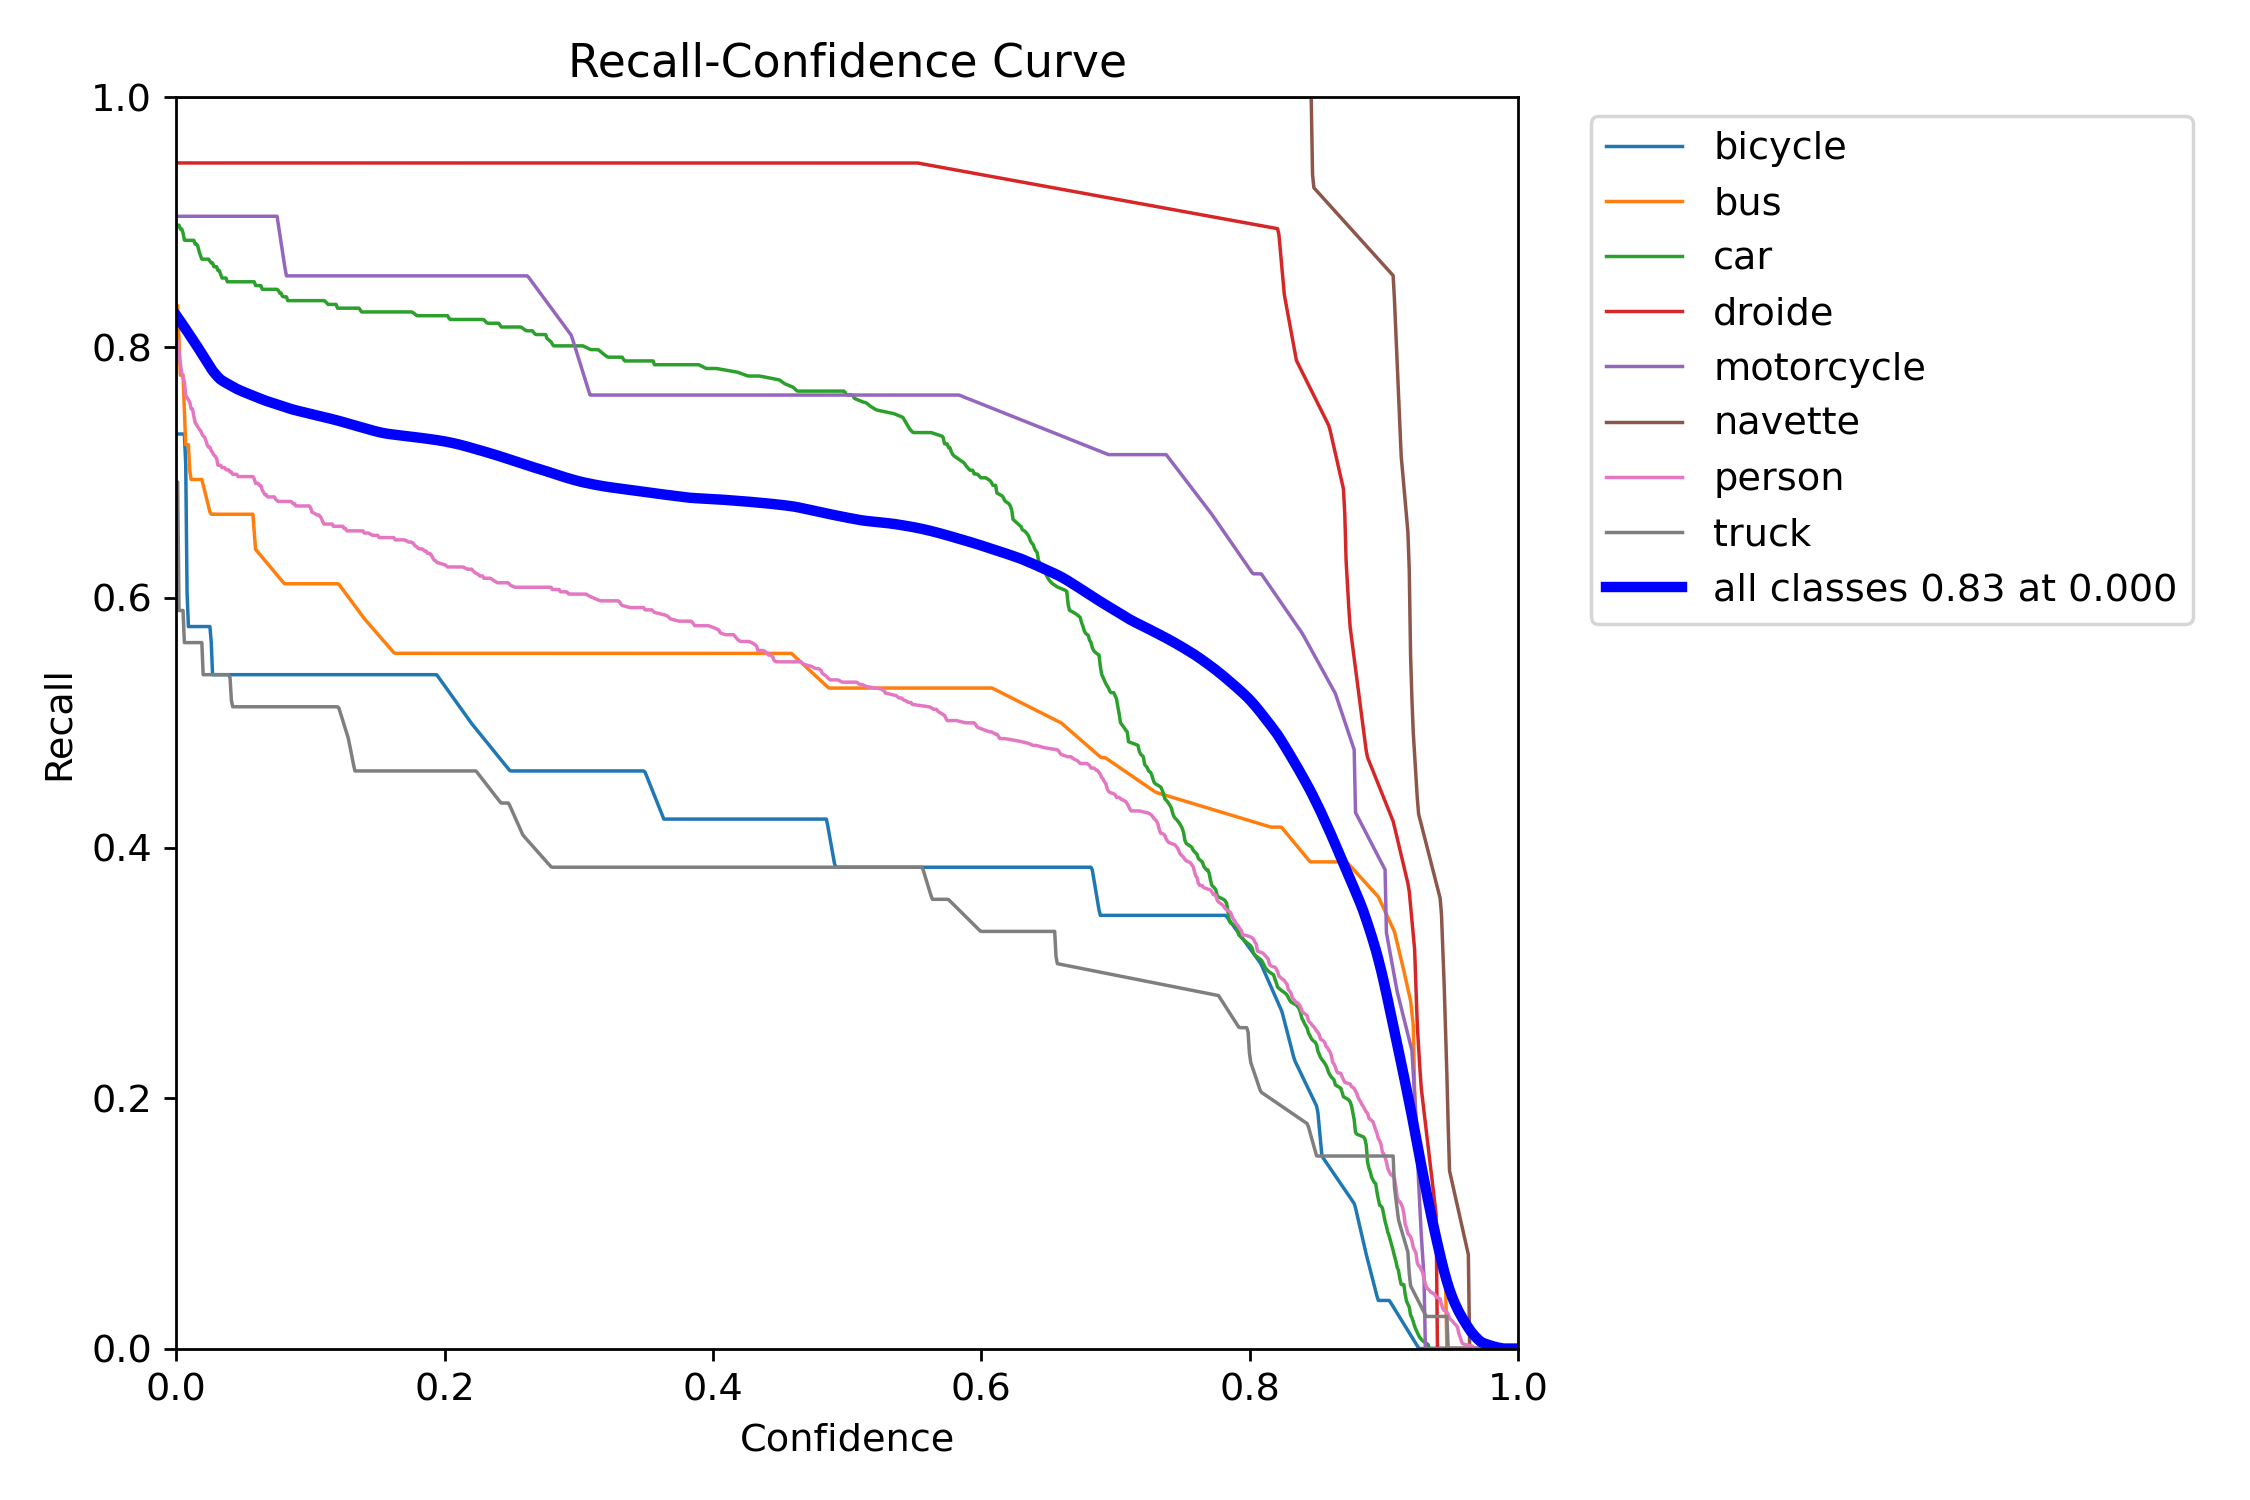 Recall-Confidence Curve
1.0
0.8
0.6
0.4
0.2
0.0
Recall
0.0 0.2 0.4 0.6 0.8 1.0
Confidence
bicycle
bus
car
droide
motorcycle
navette
person
truck
all classes 0.83 at 0.000